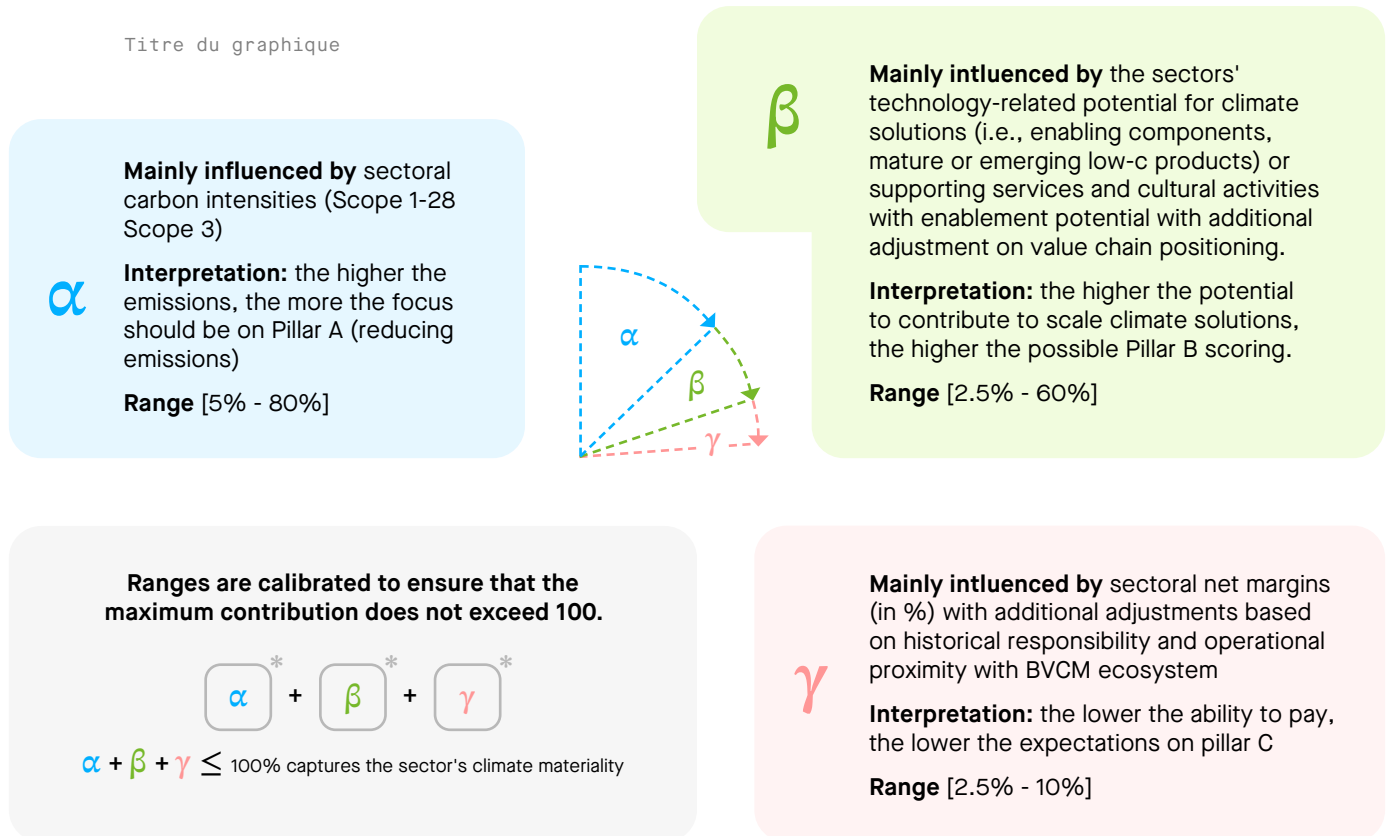 Titre du graphique
α
Mainly influenced by sectoral
carbon intensities (Scope 1-28
Scope 3)
Interpretation: the higher the
emissions, the more the focus
should be on Pillar A (reducing
emissions)
Range [5% - 80%]
β
Mainly intluenced by the sectors'
technology-related potential for climate
solutions (i.e., enabling components,
mature or emerging low-c products) or
supporting services and cultural activities
with enablement potential with additional
adjustment on value chain positioning.
Interpretation: the higher the potential
to contribute to scale climate solutions,
the higher the possible Pillar B scoring.
Range [2.5% - 60%]
α
β
γ
Ranges are calibrated to ensure that the
maximum contribution does not exceed 100.
α* + β* + γ*
α + β + γ ≤ 100% captures the sector's climate materiality
γ
Mainly intluenced by sectoral net margins
(in %) with additional adjustments based
on historical responsibility and operational
proximity with BVCM ecosystem
Interpretation: the lower the ability to pay,
the lower the expectations on pillar C
Range [2.5% - 10%]